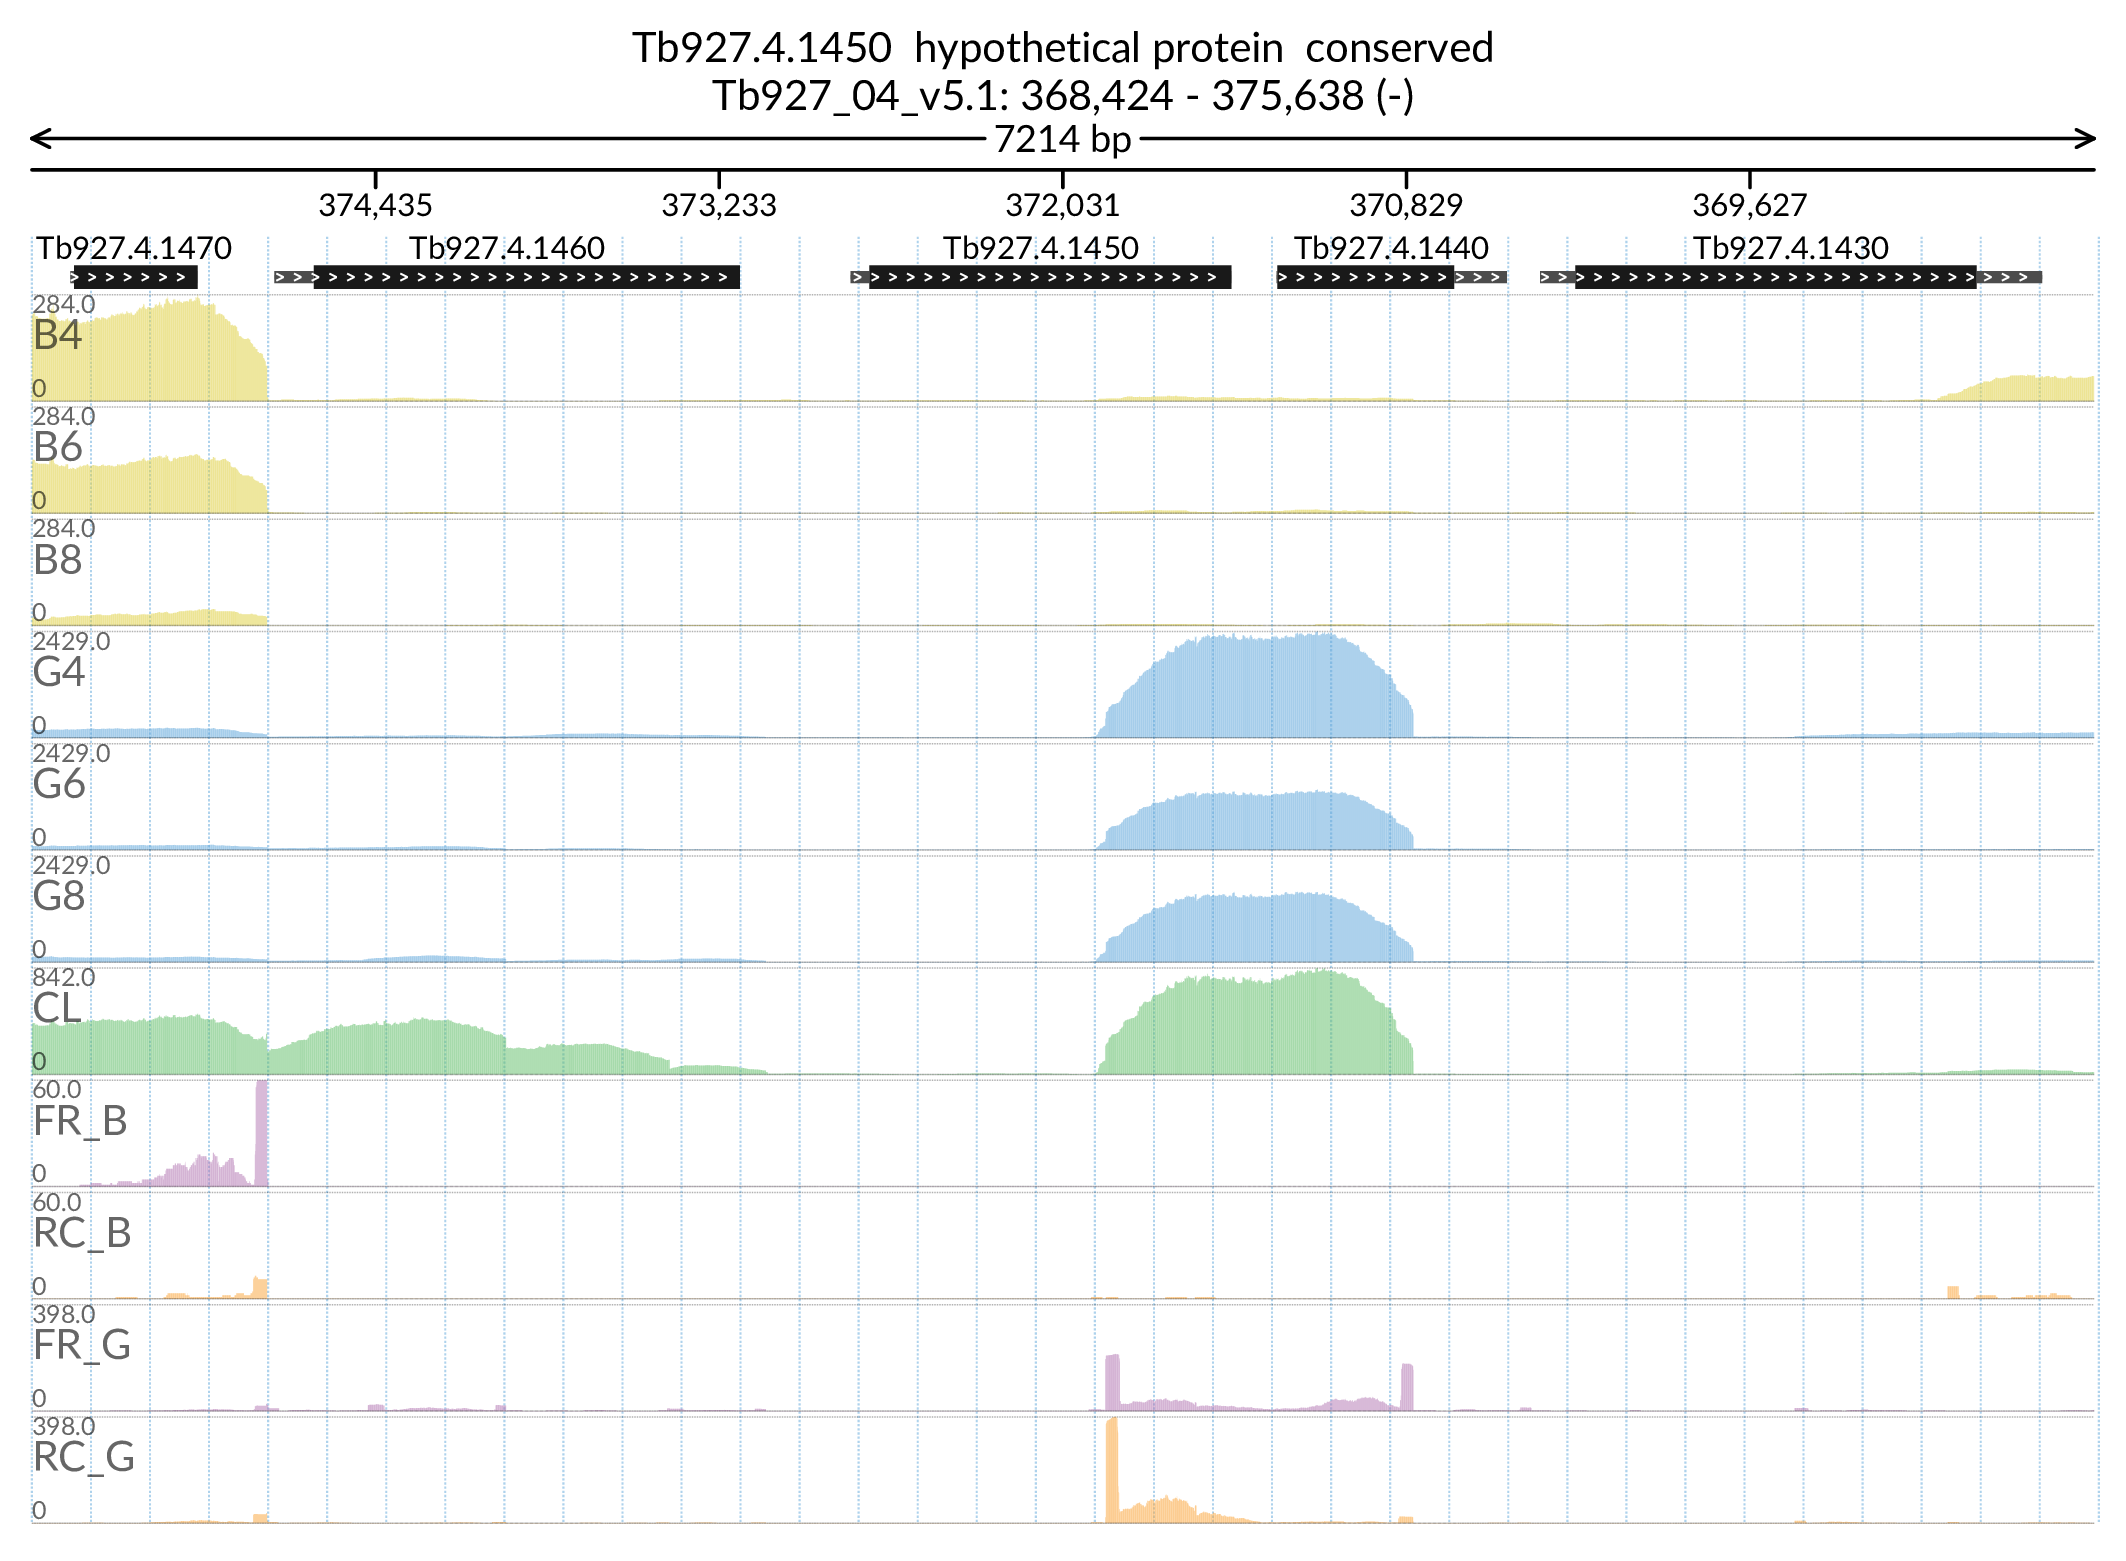 Tb927.4.1450  hypothetical protein  conserved
Tb927_04_v5.1: 368,424 - 375,638 (-)
7214 bp
374,435 373,233 372,031 370,829 369,627
Tb927.4.1470 Tb927.4.1460 Tb927.4.1450 Tb927.4.1440 Tb927.4.1430
284.0
B4
0
284.0
B6
0
284.0
B8
0
2429.0
G4
0
2429.0
G6
0
2429.0
G8
0
842.0
CL
0
60.0
FR_B
0
60.0
RC_B
0
398.0
FR_G
0
398.0
RC_G
0